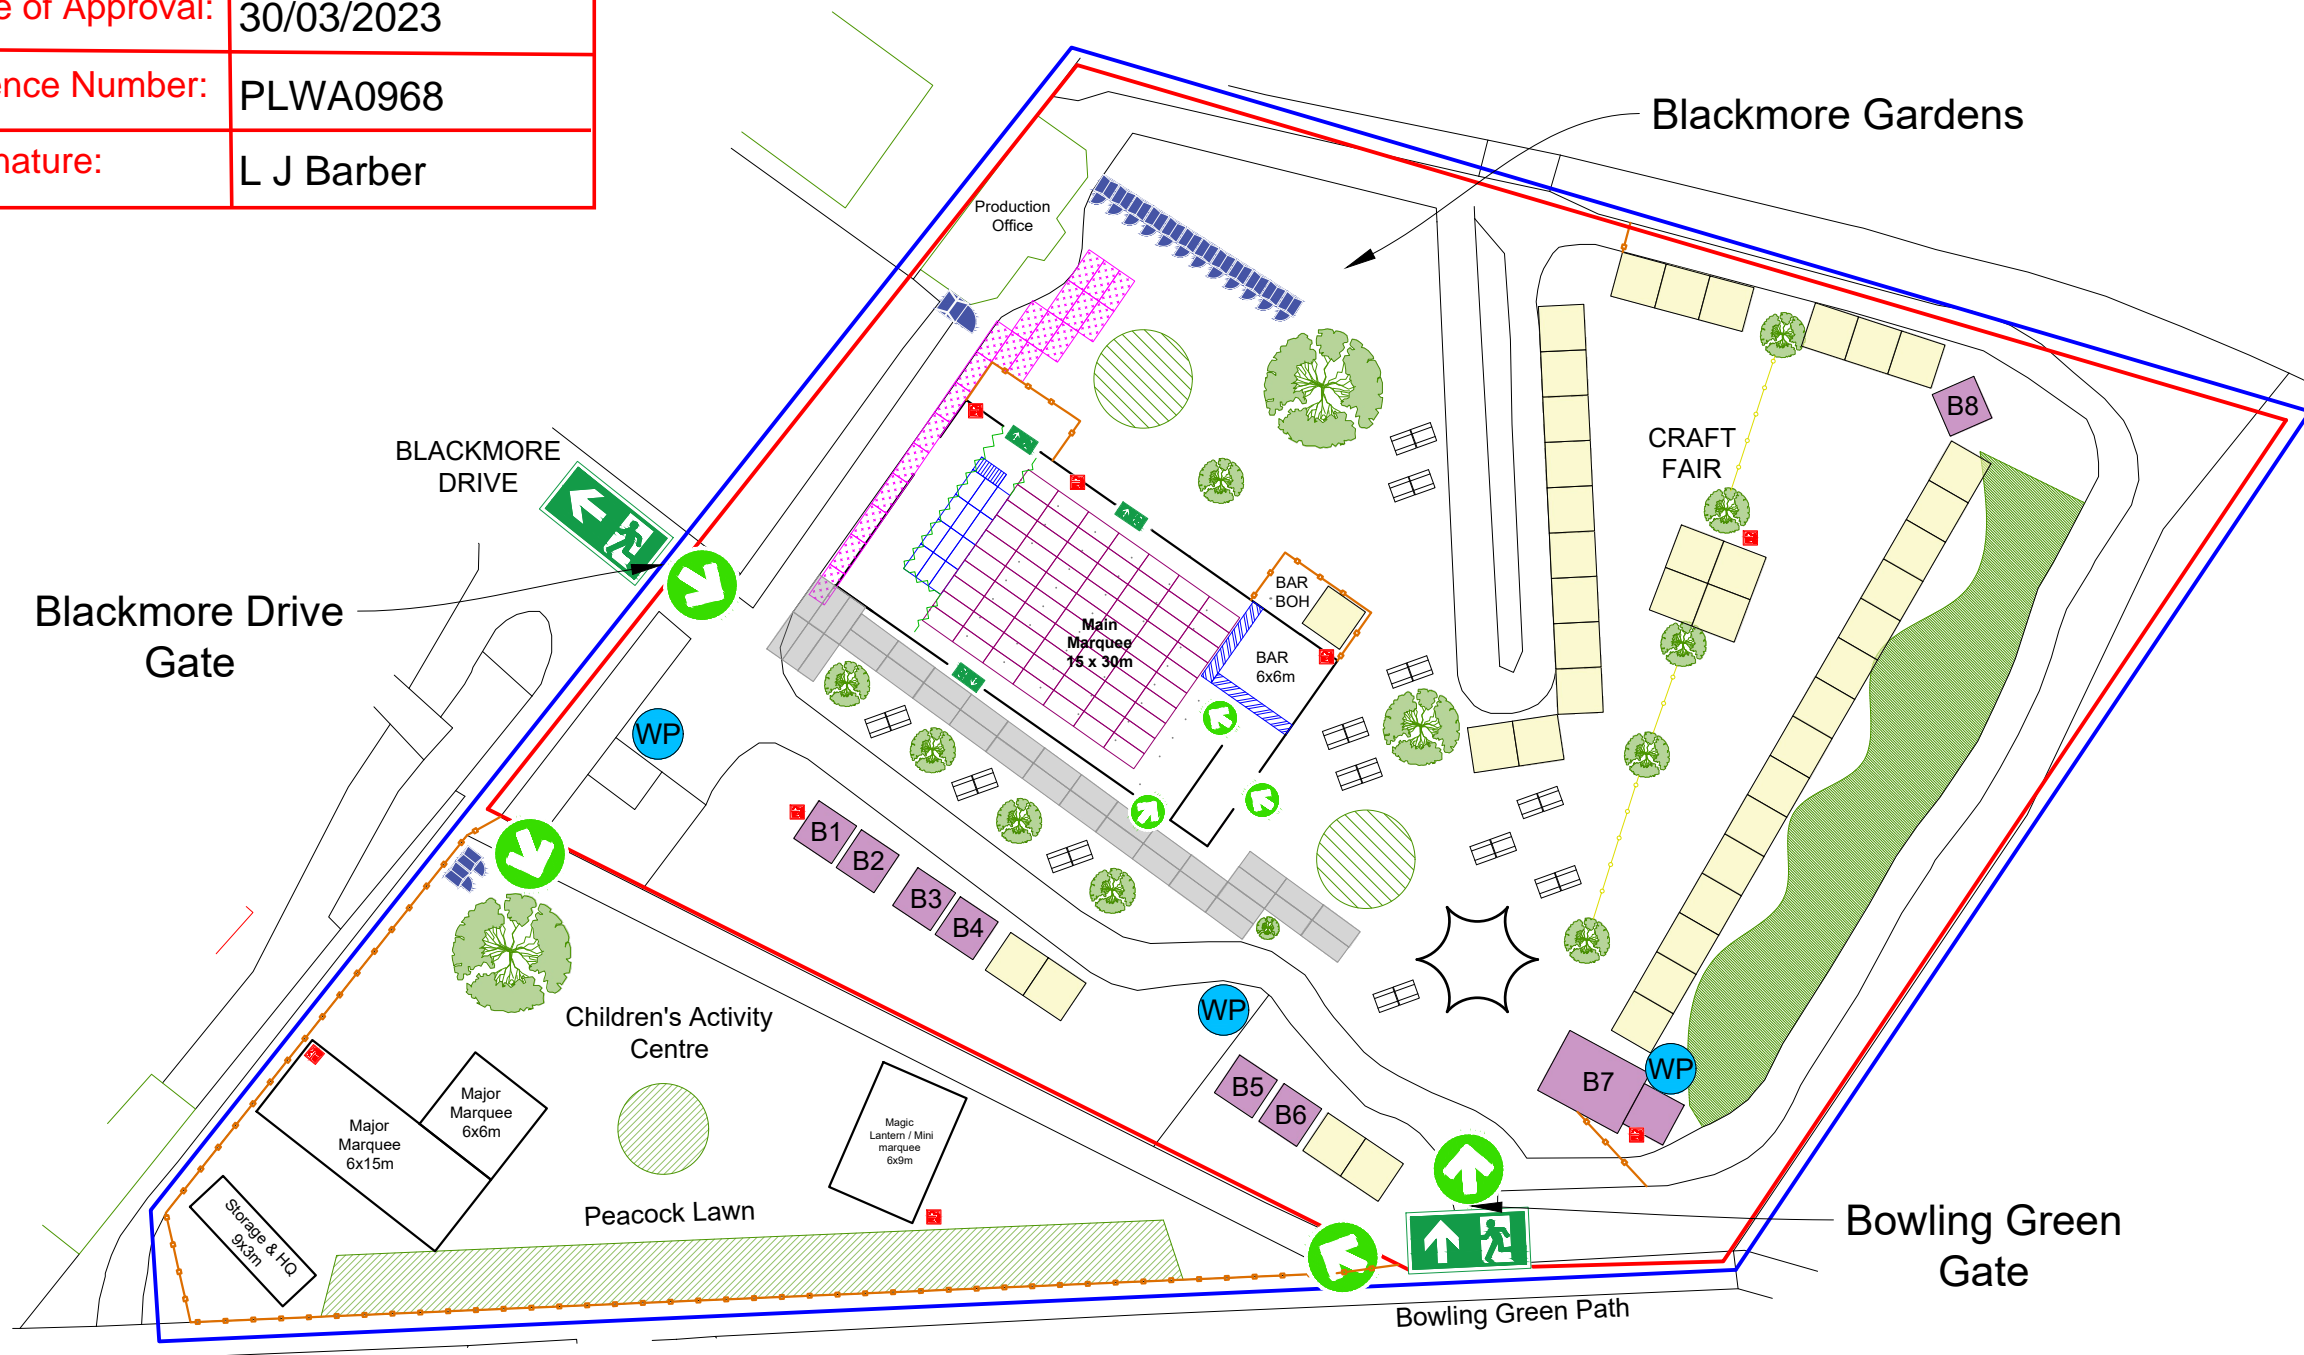 e of Approval:
30/03/2023
ence Number:
PLWA0968
nature:
L J Barber
Blackmore Gardens
Production
Office
BLACKMORE
DRIVE
Blackmore Drive
Gate
CRAFT
FAIR
B8
BAR
BOH
BAR
6x6m
Main
Marquee
15 x 30m
WP
B1
B2
B3
B4
WP
B5
B6
B7
WP
Children's Activity
Centre
Major
Marquee
6x6m
Major
Marquee
6x15m
Magic
Lantern / Mini
marquee
6x9m
Storage & HQ
9x3m
Peacock Lawn
Bowling Green
Gate
Bowling Green Path